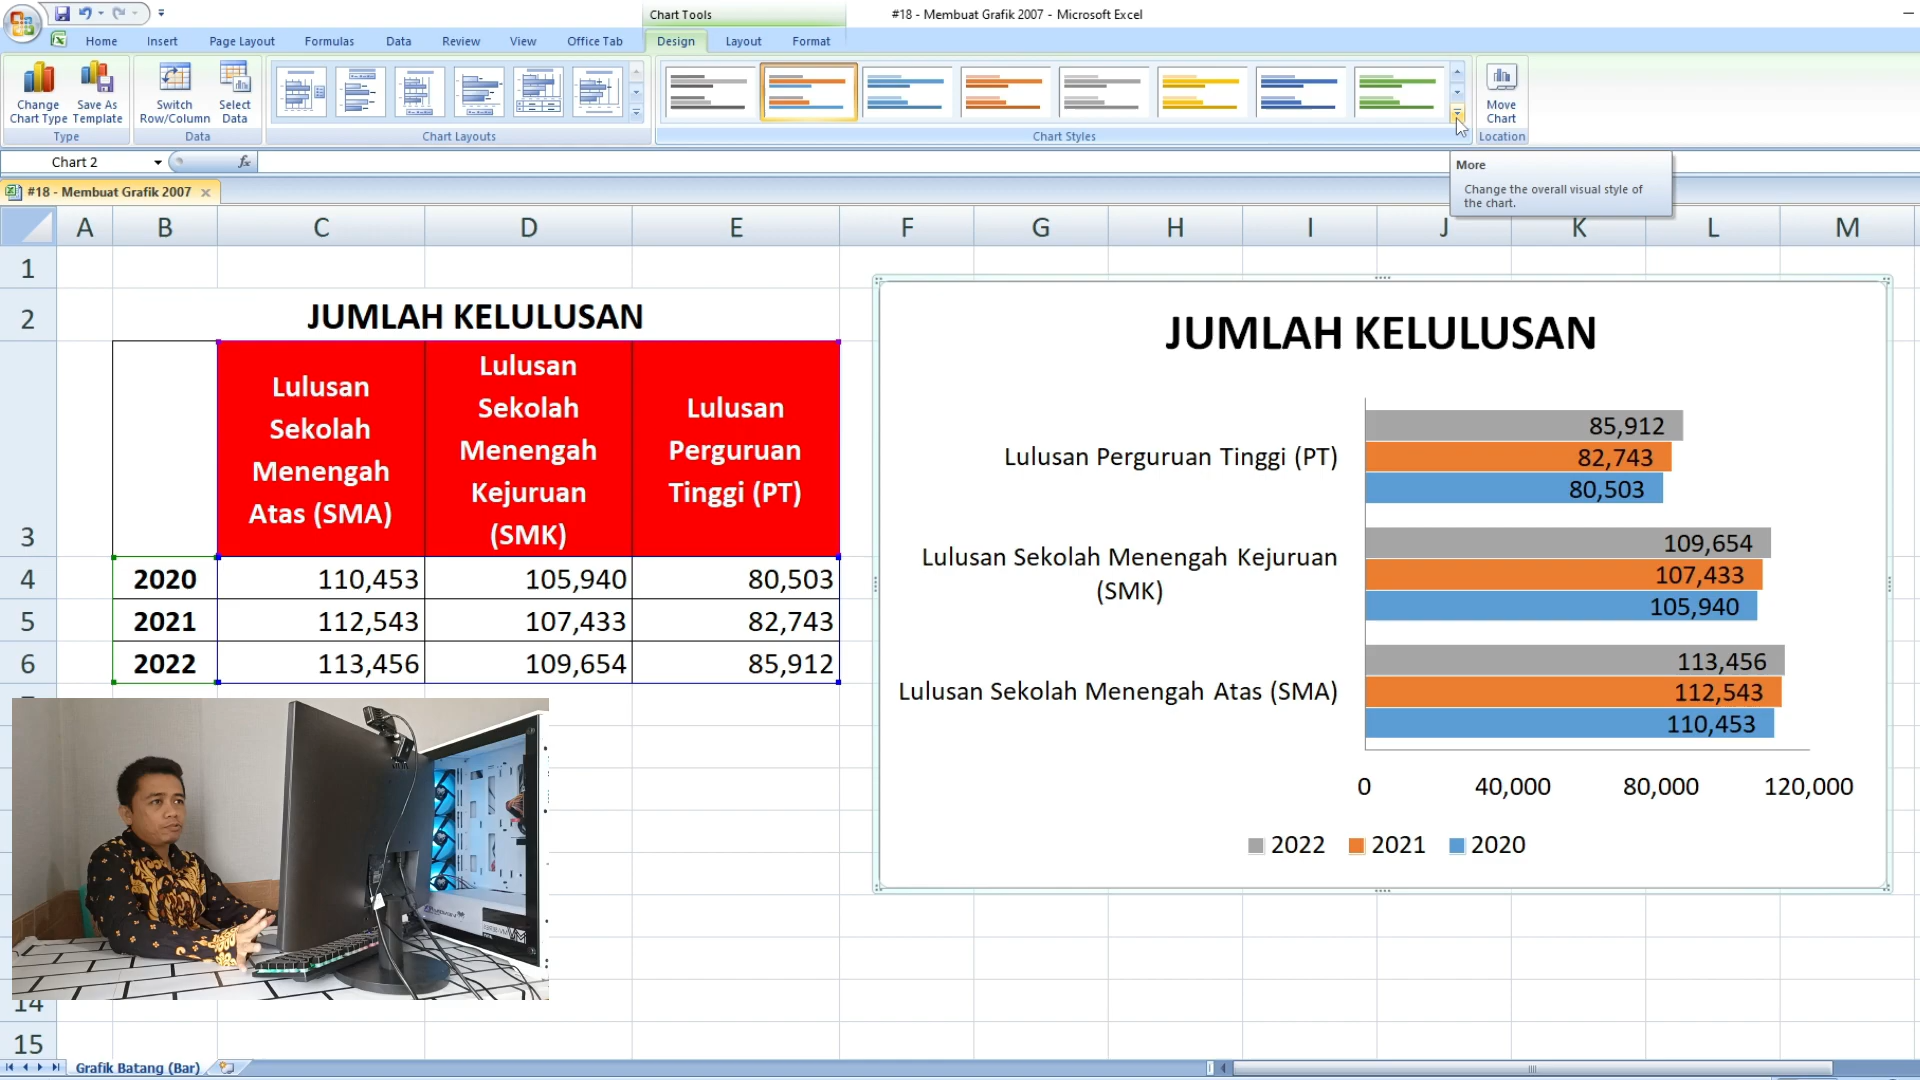 Chart Tools
#18 - Membuat Grafik 2007 - Microsoft Excel
Home
Insert
Page Layout
Formulas
Data
Review
View
Office Tab
Design
Layout
Format
Change Chart Type
Save As Template
Switch Row/Column
Select Data
Move Chart
Type
Data
Chart Layouts
Chart Styles
Location
Chart 2
fx
More
Change the overall visual style of
the chart.
#18 - Membuat Grafik 2007
A B C D E F G H I J K L M
1
2
JUMLAH KELULUSAN
3
Lulusan
Sekolah
Menengah
Atas (SMA)
Lulusan
Sekolah
Menengah
Kejuruan
(SMK)
Lulusan
Perguruan
Tinggi (PT)
4 2020 110,453 105,940 80,503
5 2021 112,543 107,433 82,743
6 2022 113,456 109,654 85,912
14
15
JUMLAH KELULUSAN
Lulusan Perguruan Tinggi (PT)
85,912
82,743
80,503
Lulusan Sekolah Menengah Kejuruan
(SMK)
109,654
107,433
105,940
Lulusan Sekolah Menengah Atas (SMA)
113,456
112,543
110,453
0 40,000 80,000 120,000
2022 2021 2020
Grafik Batang (Bar)